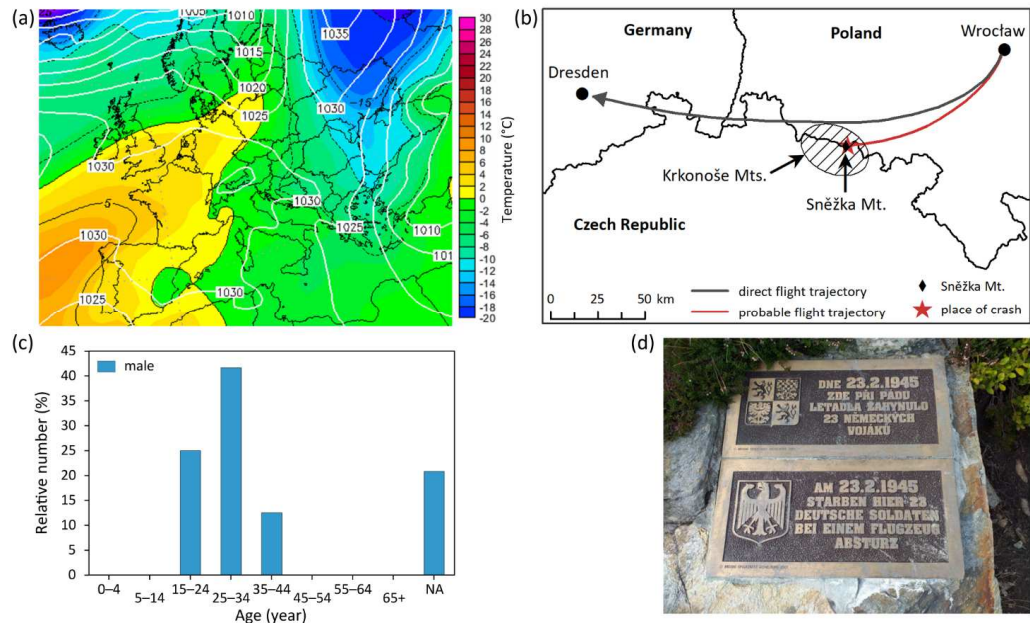 (a)
1005
1010
1035
1015
1020
1025
1030
-15
1030
5
1030
1030
1025
1010
101
1025
1030
Temperature (°C)
30
28
26
24
22
20
18
16
14
12
10
8
6
4
2
0
-2
-4
-6
-8
-10
-12
-14
-16
-18
-20
(b)
Germany
Poland
Wrocław
Dresden
Krkonoše Mts.
Sněžka Mt.
Czech Republic
0 25 50 km
direct flight trajectory
probable flight trajectory
Sněžka Mt.
place of crash
(c)
male
Relative number (%)
45
40
35
30
25
20
15
10
5
0
0–4
5–14
15–24
25–34
35–44
45–54
55–64
65+
NA
Age (year)
(d)
DNE 23.2.1945
ZDE PŘI PÁDU
LETADLA ZAHYNULO
23 NĚMECKÝCH
VOJÁKŮ
AM 23.2.1945
STARBEN HIER 23
DEUTSCHE SOLDATEN
BEI EINEM FLUGZEUG
ABSTURZ